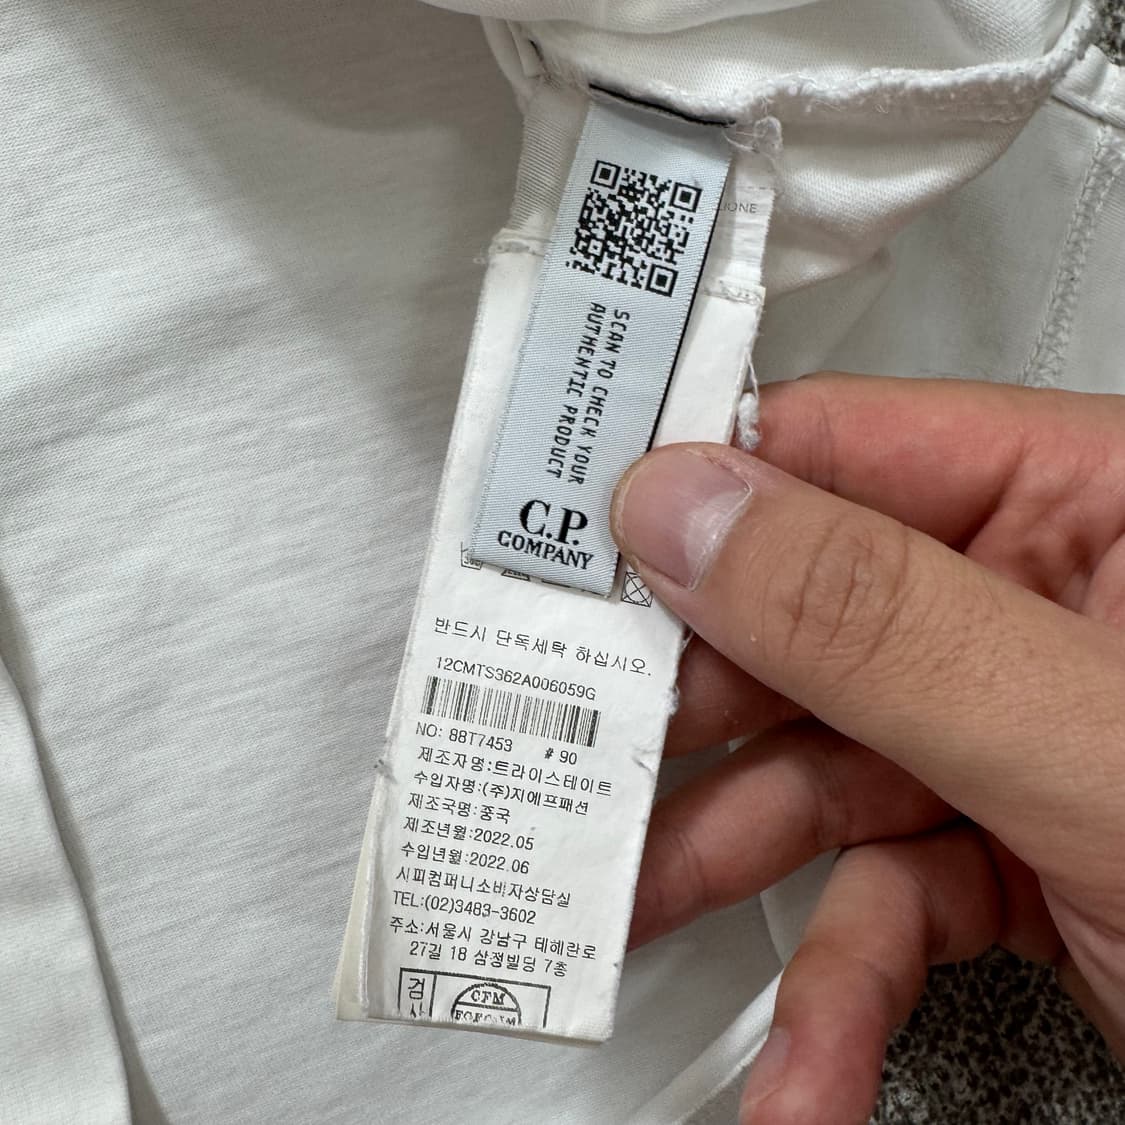 LIONE
SCAN TO CHECK YOUR
AUTHENTIC PRODUCT
C.P.
COMPANY
반드시 단독세탁 하십시오.
12CMTS362A006059G
NO: 88T7453 # 90
제조자명:트라이스테이트
수입자명:(주)지에프패션
제조국명:중국
제조년월:2022.05
수입년월:2022.06
시피컴퍼니소비자상담실
TEL:(02)3483-3602
주소:서울시 강남구 테헤란로
27길 18 삼정빌딩 7층
검
사
CFM